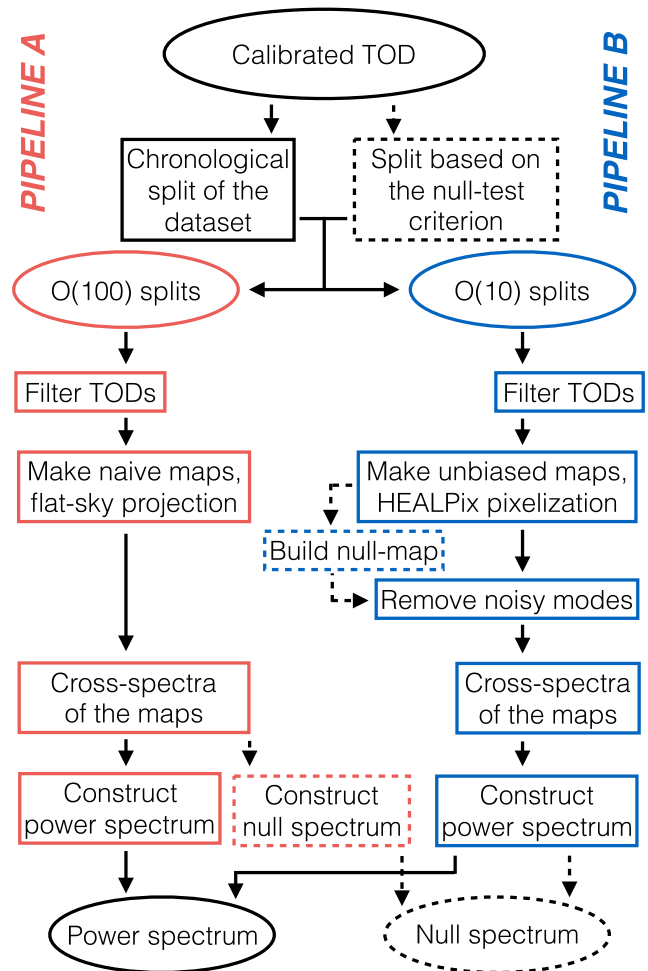 PIPELINE A
PIPELINE B
Calibrated TOD
Chronological
split of the
dataset
Split based on
the null-test
criterion
O(100) splits
O(10) splits
Filter TODs
Filter TODs
Make naive maps,
flat-sky projection
Make unbiased maps,
HEALPix pixelization
Build null-map
Remove noisy modes
Cross-spectra
of the maps
Cross-spectra
of the maps
Construct
power spectrum
Construct
null spectrum
Construct
power spectrum
Power spectrum
Null spectrum